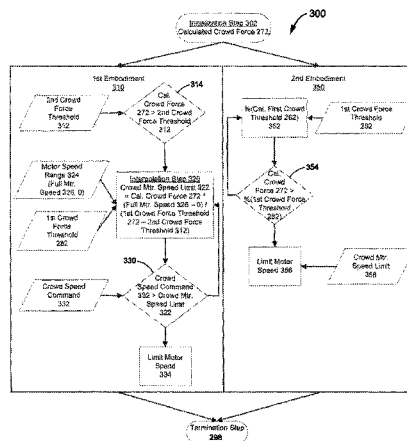 300
Initialization Step 302
Calculated Crowd Force 272
1st Embodiment
310
2nd Crowd
Force
Threshold
312
314
Cal.
Crowd Force
272 > 2nd Crowd
Force Threshold
312
Motor Speed
Range 324
(Full Mtr.
Speed 326, 0)
1st Crowd
Force
Threshold
282
Interpolation Step 326
Crowd Mtr. Speed Limit 322
= Cal. Crowd Force 272 *
(Full Mtr. Speed 326 – 0) /
(1st Crowd Force Threshold
272 – 2nd Crowd Force
Threshold 312)
330
Crowd Speed
Command
332
Crowd
Speed Command
332 > Crowd Mtr.
Speed Limit
322
Limit Motor
Speed
334
2nd Embodiment
350
%(Cal. First Crowd
Threshold 282)
352
1st Crowd Force
Threshold
282
354
Cal.
Crowd
Force 272 >
%(1st Crowd Force
Threshold
282)
Limit Motor
Speed 356
Crowd Mtr.
Speed Limit
358
Termination Step
298